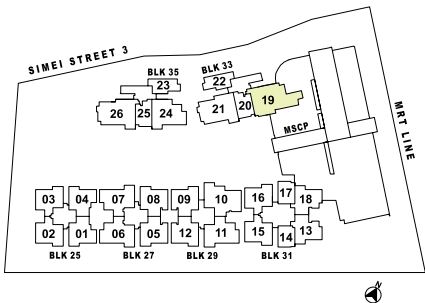 SIMEI STREET 3
BLK 35
BLK 33
23
22
26
25
24
21
20
19
MSCP
MRT LINE
03
04
07
08
09
10
16
17
18
02
01
06
05
12
11
15
14
13
BLK 25
BLK 27
BLK 29
BLK 31
N